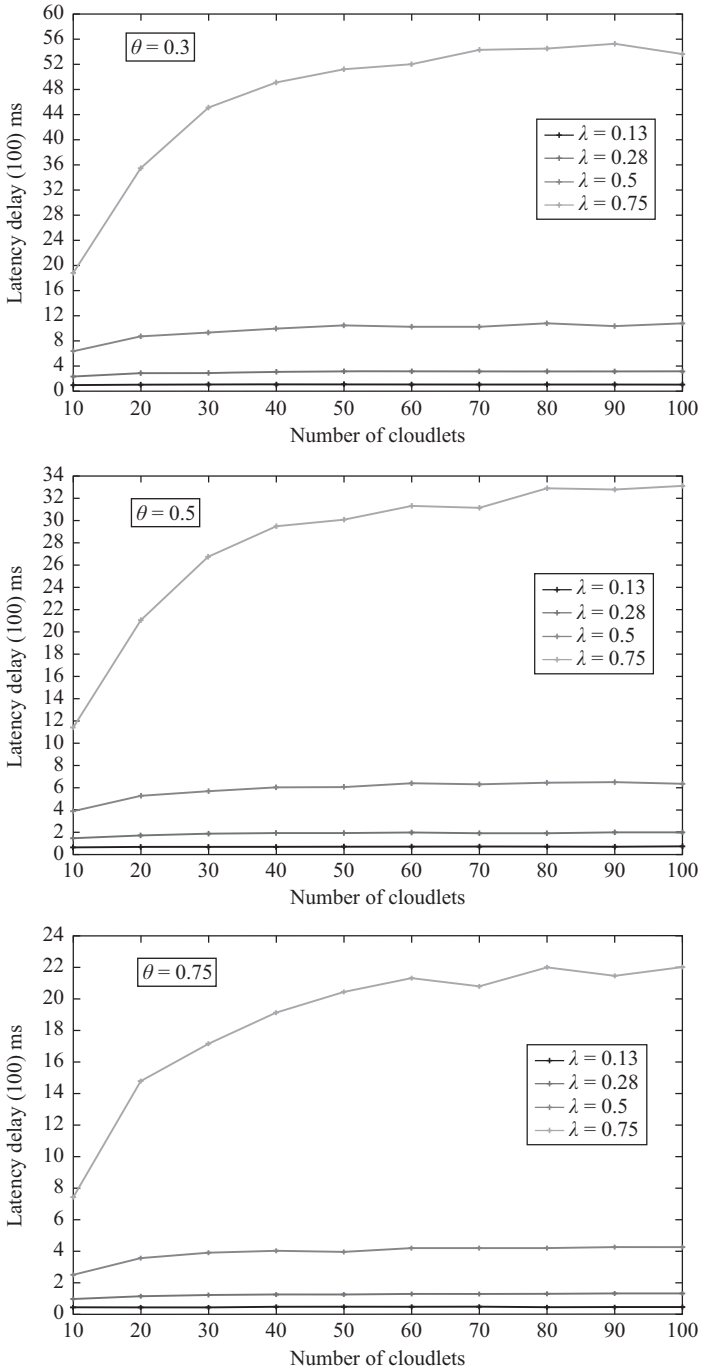 60
56
52
48
44
40
36
32
28
24
20
16
12
8
4
0
Latency delay (100) ms
θ = 0.3
λ = 0.13
λ = 0.28
λ = 0.5
λ = 0.75
10 20 30 40 50 60 70 80 90 100
Number of cloudlets
34
32
30
28
26
24
22
20
18
16
14
12
10
8
6
4
2
0
Latency delay (100) ms
θ = 0.5
λ = 0.13
λ = 0.28
λ = 0.5
λ = 0.75
10 20 30 40 50 60 70 80 90 100
Number of cloudlets
24
22
20
18
16
14
12
10
8
6
4
2
0
Latency delay (100) ms
θ = 0.75
λ = 0.13
λ = 0.28
λ = 0.5
λ = 0.75
10 20 30 40 50 60 70 80 90 100
Number of cloudlets